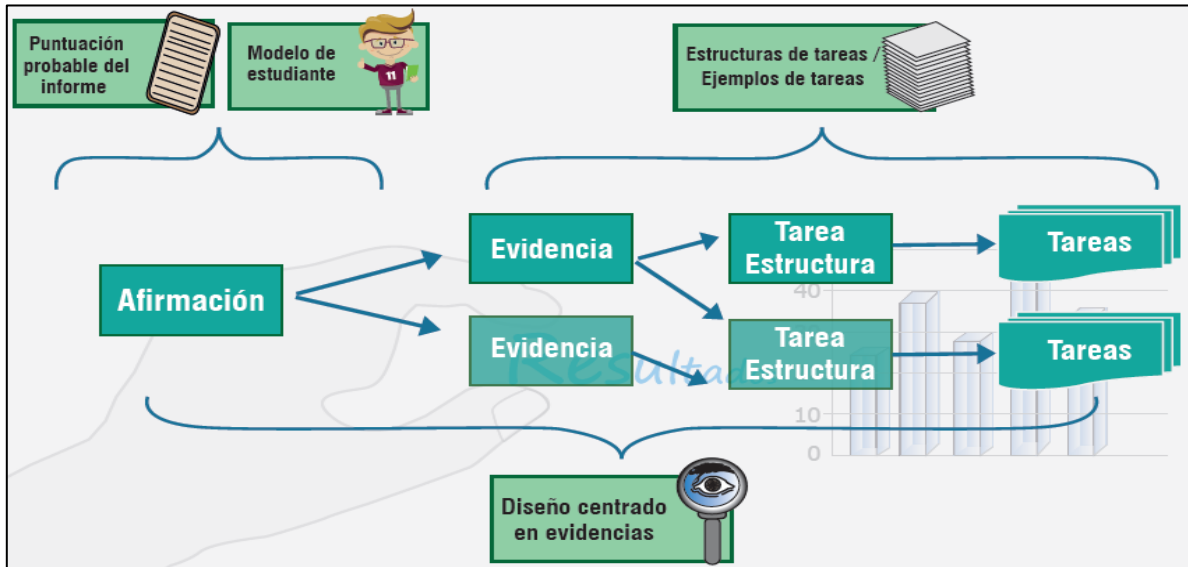 Puntuación
probable del
informe
Modelo de
estudiante
11
Estructuras de tareas /
Ejemplos de tareas
Evidencia
Tarea
Estructura
Tareas
Afirmación
40
Evidencia
Resultados
Tarea
Estructura
Tareas
10
0
Diseño centrado
en evidencias